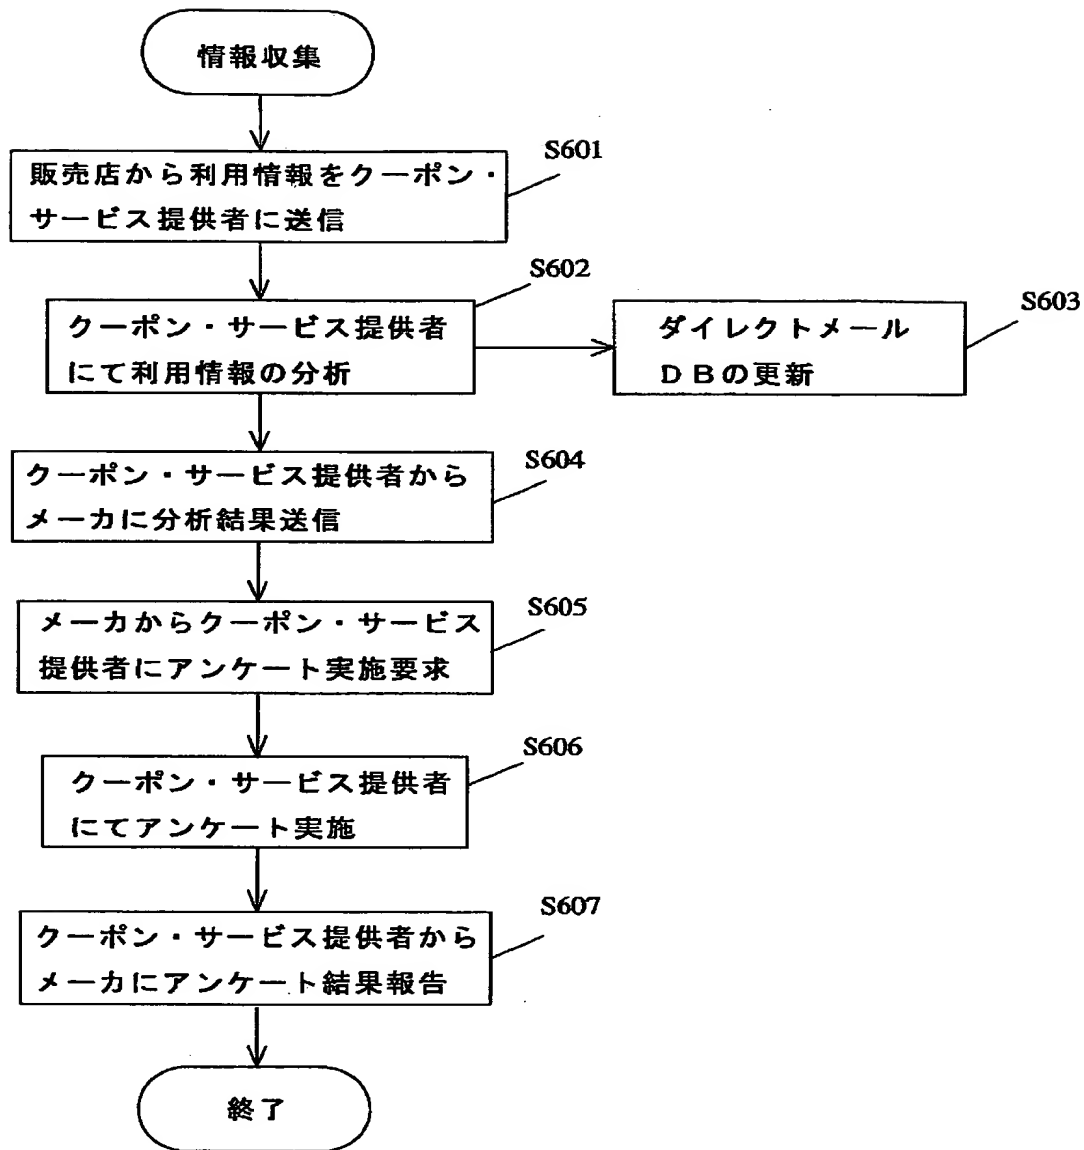 情報収集
S601
販売店から利用情報をクーポン・
サービス提供者に送信
S602
クーポン・サービス提供者
にて利用情報の分析
S603
ダイレクトメール
DBの更新
S604
クーポン・サービス提供者から
メーカに分析結果送信
S605
メーカからクーポン・サービス
提供者にアンケート実施要求
S606
クーポン・サービス提供者
にてアンケート実施
S607
クーポン・サービス提供者から
メーカにアンケート結果報告
終了